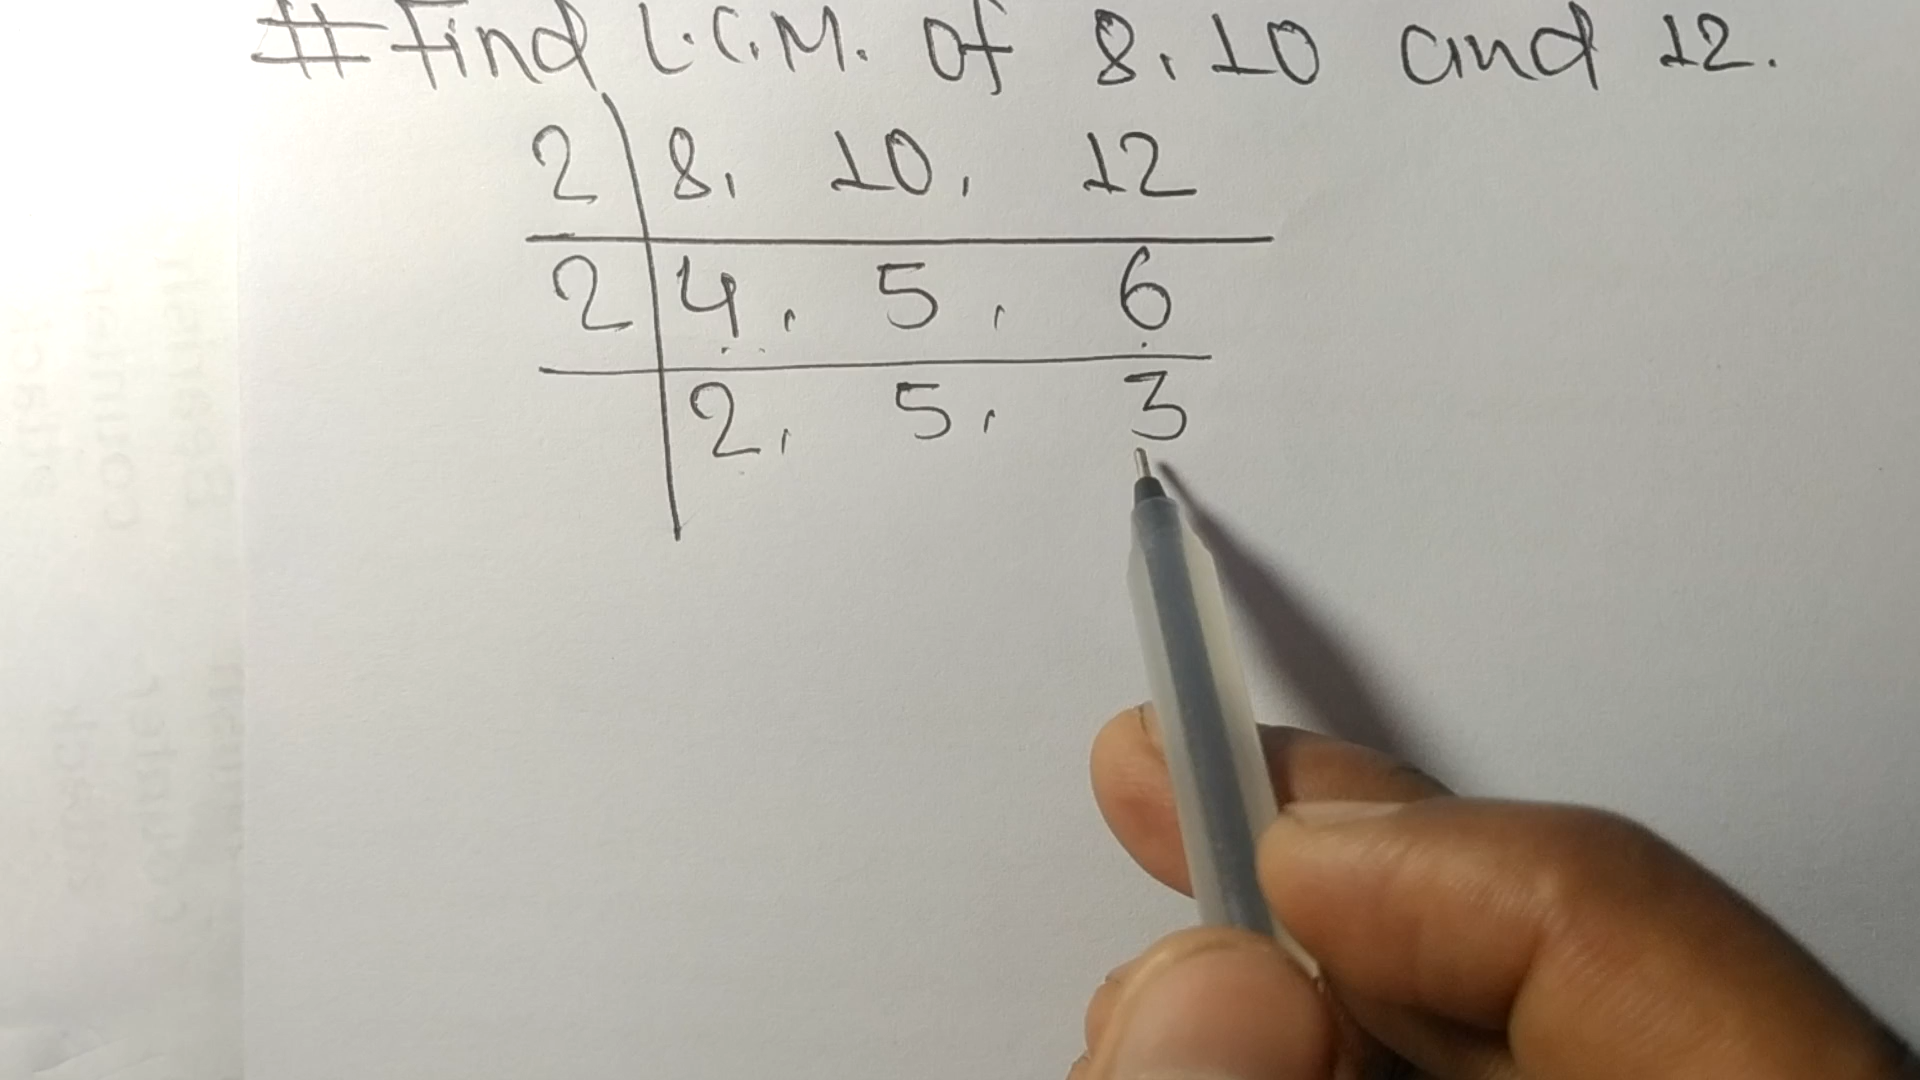 # Find L.C.M. of 8, 10 and 12.
2 8, 10, 12
2 4, 5, 6
2, 5, 3